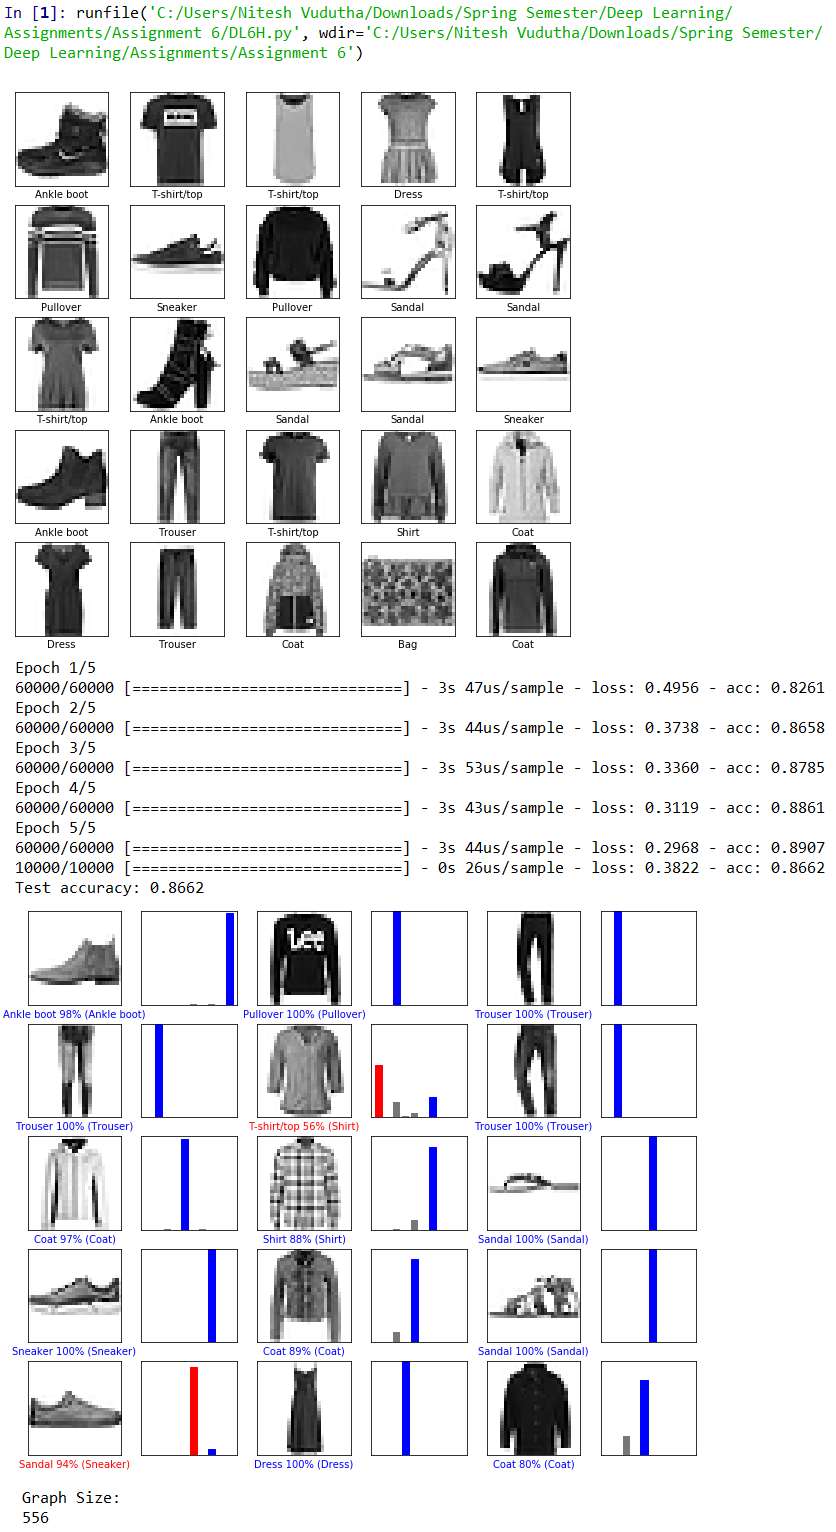 In [1]: runfile('C:/Users/Nitesh Vudutha/Downloads/Spring Semester/Deep Learning/
Assignments/Assignment 6/DL6H.py', wdir='C:/Users/Nitesh Vudutha/Downloads/Spring Semester/
Deep Learning/Assignments/Assignment 6')
Ankle boot T-shirt/top T-shirt/top Dress T-shirt/top
Pullover Sneaker Pullover Sandal Sandal
T-shirt/top Ankle boot Sandal Sandal Sneaker
Ankle boot Trouser T-shirt/top Shirt Coat
Dress Trouser Coat Bag Coat
Epoch 1/5
60000/60000 [==============================] - 3s 47us/sample - loss: 0.4956 - acc: 0.8261
Epoch 2/5
60000/60000 [==============================] - 3s 44us/sample - loss: 0.3738 - acc: 0.8658
Epoch 3/5
60000/60000 [==============================] - 3s 53us/sample - loss: 0.3360 - acc: 0.8785
Epoch 4/5
60000/60000 [==============================] - 3s 43us/sample - loss: 0.3119 - acc: 0.8861
Epoch 5/5
60000/60000 [==============================] - 3s 44us/sample - loss: 0.2968 - acc: 0.8907
10000/10000 [==============================] - 0s 26us/sample - loss: 0.3822 - acc: 0.8662
Test accuracy: 0.8662
Lee
Ankle boot 98% (Ankle boot) Pullover 100% (Pullover) Trouser 100% (Trouser)
Trouser 100% (Trouser) T-shirt/top 56% (Shirt) Trouser 100% (Trouser)
Coat 97% (Coat) Shirt 88% (Shirt) Sandal 100% (Sandal)
Sneaker 100% (Sneaker) Coat 89% (Coat) Sandal 100% (Sandal)
Sandal 94% (Sneaker) Dress 100% (Dress) Coat 80% (Coat)
Graph Size:
556